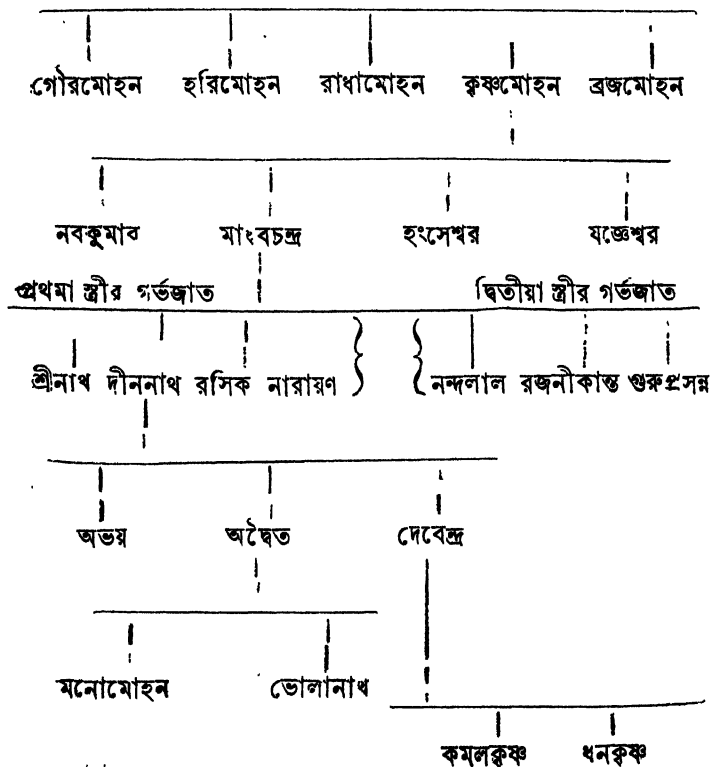 গৌরমোহন হরিমোহন রাধামোহন কৃষ্ণমোহন ব্রজমোহন
নবকুমাব মাধবচন্দ্র হংসেশ্বর যজ্ঞেশ্বর
প্রথমা স্ত্রীর গর্ভজাত দ্বিতীয়া স্ত্রীর গর্ভজাত
শ্রীনাথ দীননাথ রসিক নারায়ণ } { নন্দলাল রজনীকান্ত গুরুপ্রসন্ন
অভয় অদ্বৈত দেবেন্দ্র
মনোমোহন ভোলানাথ
কমলকৃষ্ণ ধনকৃষ্ণ